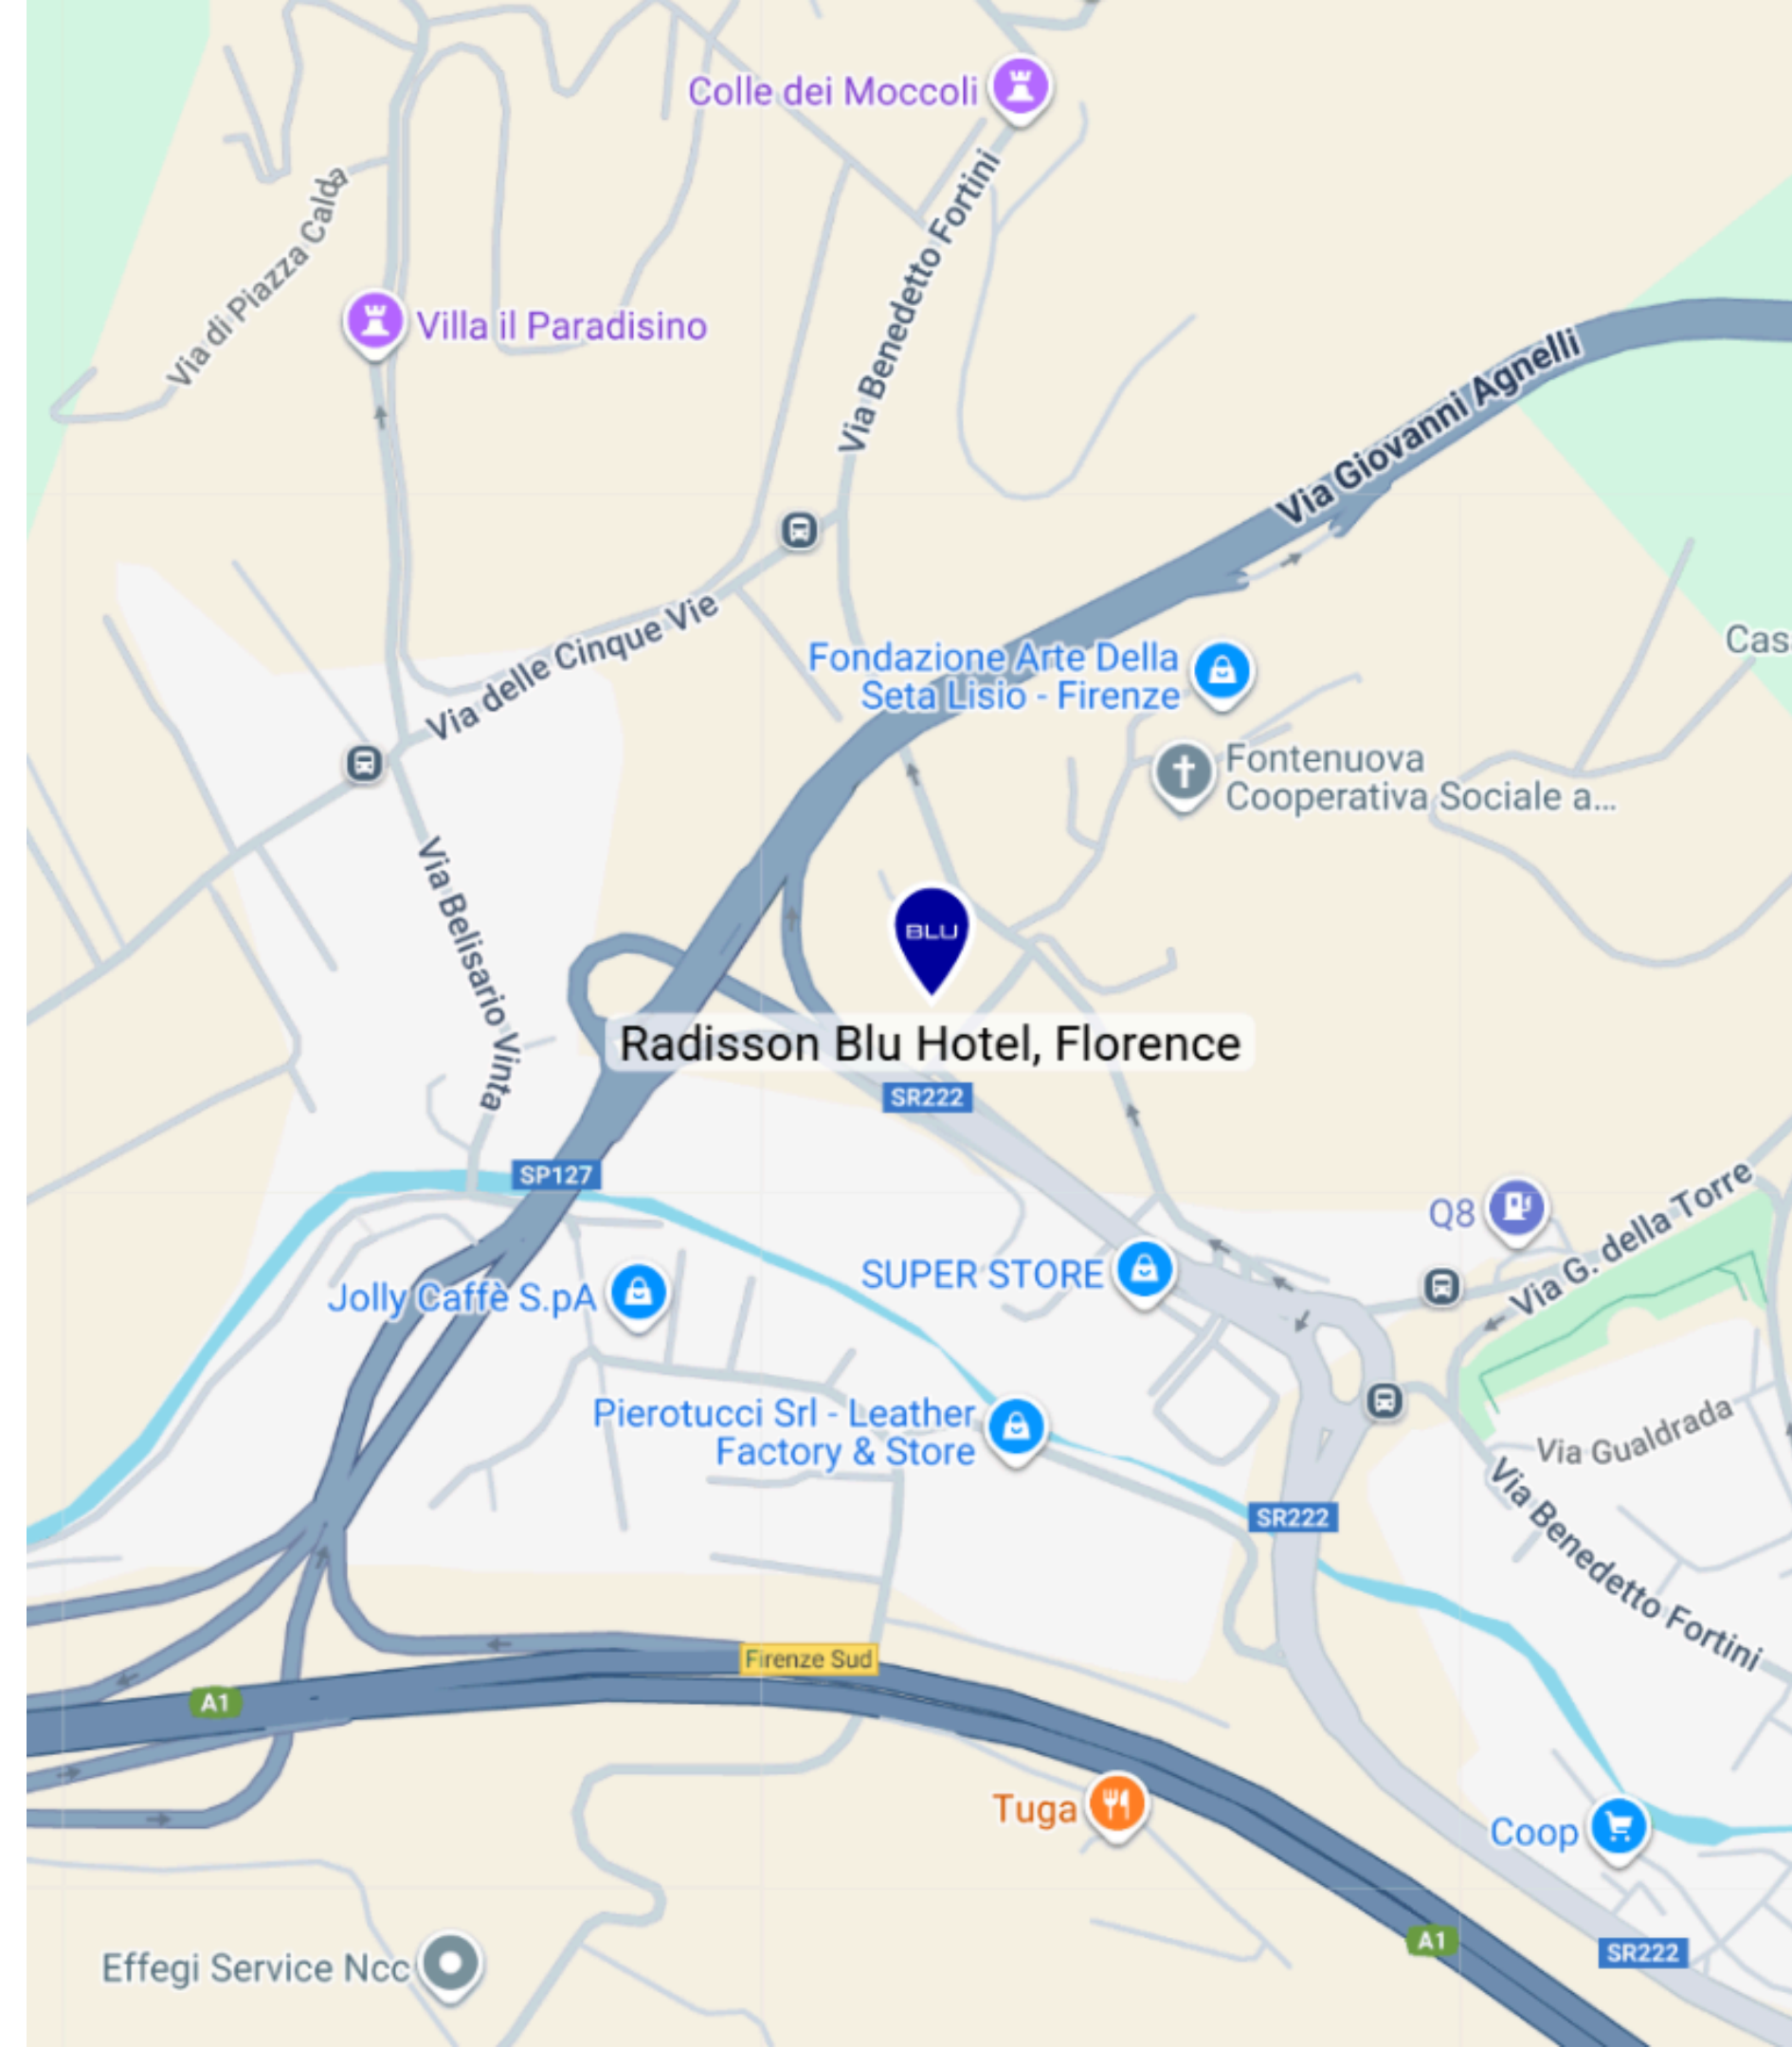 Colle dei Moccoli
Via Benedetto Fortini
Via di Piazza Calda
Villa il Paradisino
Via Giovanni Agnelli
Via delle Cinque Vie
Fondazione Arte Della
Seta Lisio - Firenze
Cas
Fontenuova
Cooperativa Sociale a...
Via Belisario Vinta
BLU
Radisson Blu Hotel, Florence
SR222
SP127
Q8
Via G. della Torre
SUPER STORE
Jolly Caffè S.pA
Pierotucci Srl - Leather
Factory & Store
Via Gualdrada
SR222
Via Benedetto Fortini
Firenze Sud
A1
Tuga
Coop
A1
SR222
Effegi Service Ncc